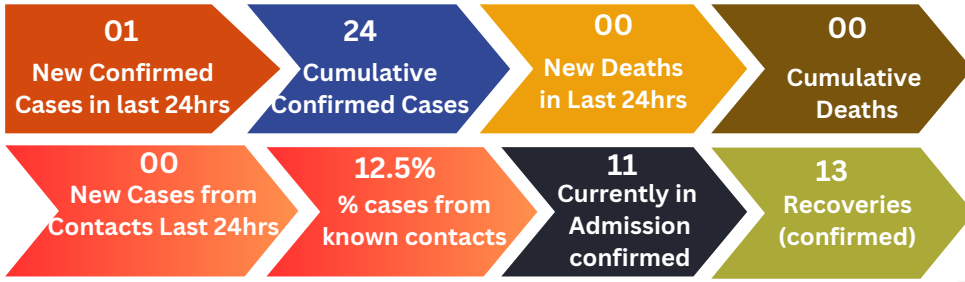 01
New Confirmed
Cases in last 24hrs
24
Cumulative
Confirmed Cases
00
New Deaths
in Last 24hrs
00
Cumulative
Deaths
00
New Cases from
Contacts Last 24hrs
12.5%
% cases from
known contacts
11
Currently in
Admission
confirmed
13
Recoveries
(confirmed)